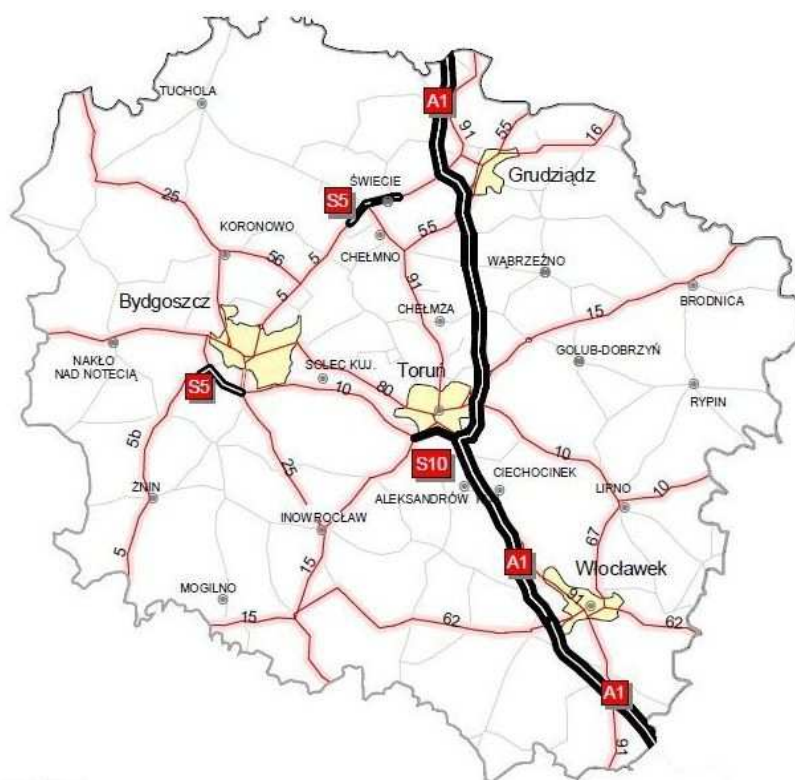 TUCHOLA
A1
91
55
16
Grudziądz
ŚWIECIE
S5
25
KORONOWO
56
5
CHEŁMNO
55
91
WĄBRZEŹNO
5
Bydgoszcz
CHEŁMŻA
15
BRODNICA
NAKŁO
NAD NOTECIĄ
SOLEC KUJ.
Toruń
GOLUB-DOBRZYŃ
S5
10
80
RYPIN
5b
S10
10
25
CIECHOCINEK
10
ŻNIN
ALEKSANDRÓW
LIPNO
INOWROCŁAW
67
5
15
A1
Włocławek
MOGILNO
91
15
62
62
A1
91